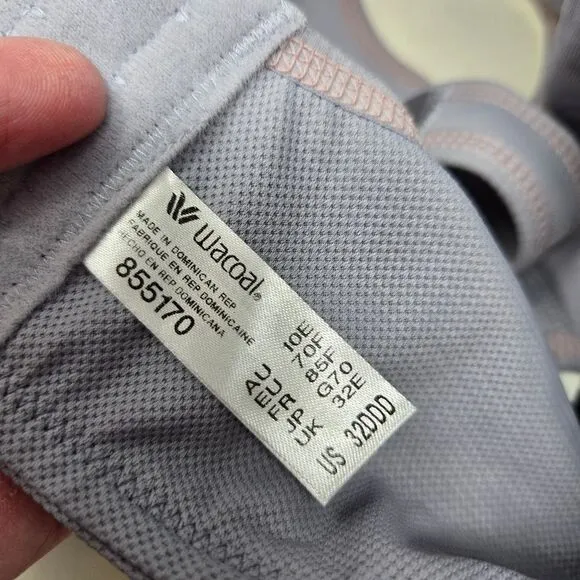 wacoal®
MADE IN DOMINICAN REP
FABRIQUE EN REP DOMINICAINE
HECHO EN REP DOMINICANA
855170
AU 10E
EU 70F
FR 85F
JP G70
UK 32E
US 32DDD